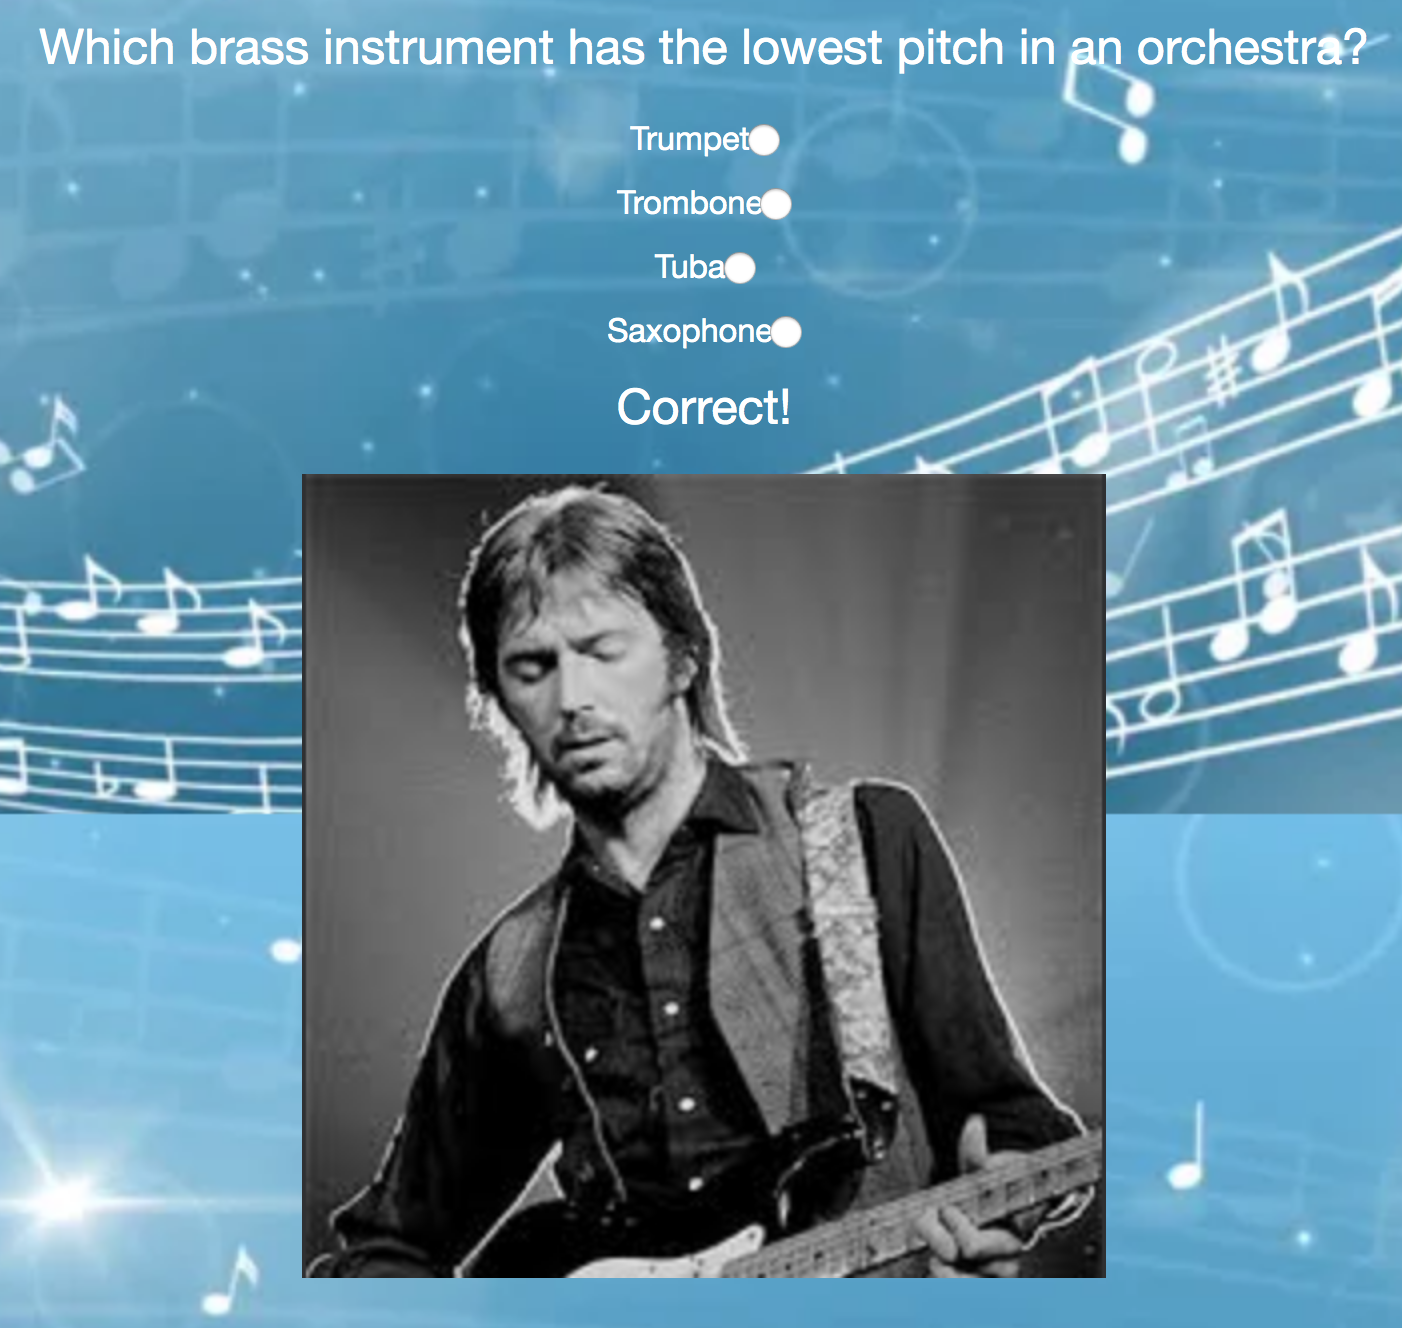 Which brass instrument has the lowest pitch in an orchestra?
Trumpet
Trombone
Tuba
Saxophone
Correct!